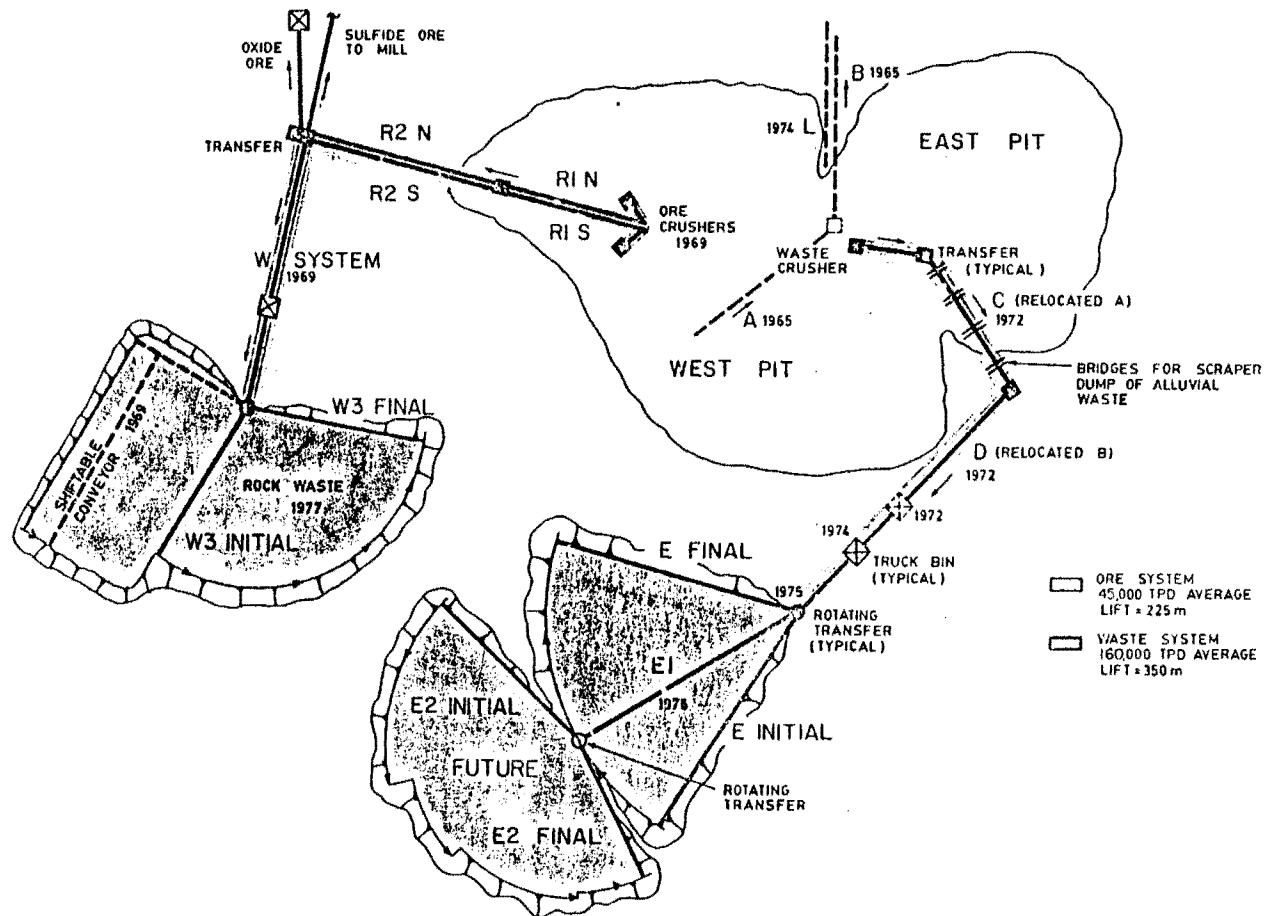 OXIDE
ORE
SULFIDE ORE
TO MILL
TRANSFER
R2 N
R2 S
R1 N
R1 S
ORE
CRUSHERS
1969
W SYSTEM
1969
SHIFTABLE
CONVEYOR 1969
W3 FINAL
ROCK WASTE
1977
W3 INITIAL
B 1965
1974 L
EAST PIT
WASTE
CRUSHER
TRANSFER
(TYPICAL)
A 1965
WEST PIT
C (RELOCATED A)
1972
BRIDGES FOR SCRAPER
DUMP OF ALLUVIAL
WASTE
D (RELOCATED B)
1972
1972
1974
TRUCK BIN
(TYPICAL)
1975
ROTATING
TRANSFER
(TYPICAL)
E FINAL
E1
1976
E INITIAL
E2 INITIAL
FUTURE
E2 FINAL
ROTATING
TRANSFER
ORE SYSTEM
45,000 TPD AVERAGE
LIFT = 225 m
WASTE SYSTEM
160,000 TPD AVERAGE
LIFT = 350 m